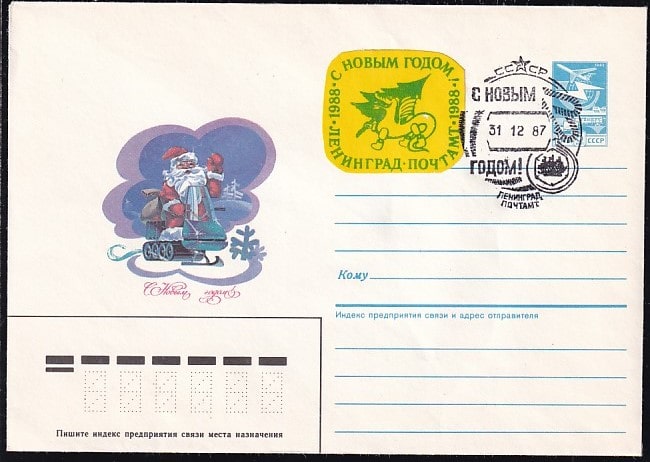 С НОВЫМ ГОДОМ!
·1988·
·1988·
ЛЕНИНГРАД·ПОЧТАМТ
СССР
С НОВЫМ
31 12 87
ГОДОМ!
ЛЕНИНГРАД
ПОЧТАМТ
СССР
С Новым годом!
Кому
Индекс предприятия связи и адрес отправителя
Пишите индекс предприятия связи места назначения